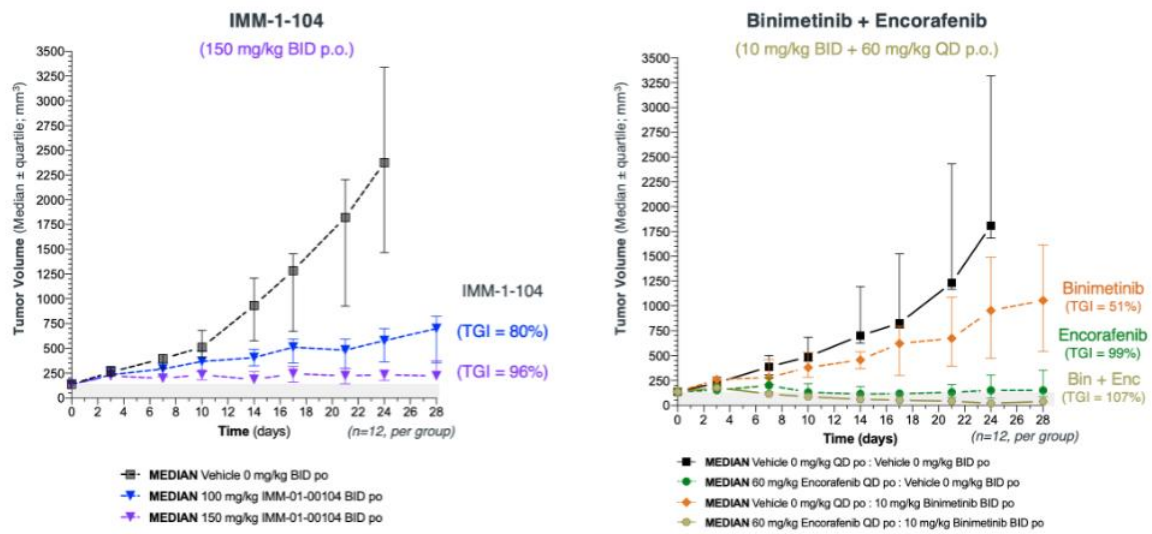 IMM-1-104
(150 mg/kg BID p.o.)
Tumor Volume (Median ± quartile; mm³)
3500
3250
3000
2750
2500
2250
2000
1750
1500
1250
1000
750
500
250
0
0 2 4 6 8 10 12 14 16 18 20 22 24 26 28
Time (days)
(n=12, per group)
IMM-1-104
(TGI = 80%)
(TGI = 96%)
MEDIAN Vehicle 0 mg/kg BID po
MEDIAN 100 mg/kg IMM-01-00104 BID po
MEDIAN 150 mg/kg IMM-01-00104 BID po
Binimetinib + Encorafenib
(10 mg/kg BID + 60 mg/kg QD p.o.)
Tumor Volume (Median ± quartile; mm³)
3500
3250
3000
2750
2500
2250
2000
1750
1500
1250
1000
750
500
250
0
0 2 4 6 8 10 12 14 16 18 20 22 24 26 28
Time (days)
(n=12, per group)
Binimetinib
(TGI = 51%)
Encorafenib
(TGI = 99%)
Bin + Enc
(TGI = 107%)
MEDIAN Vehicle 0 mg/kg QD po : Vehicle 0 mg/kg BID po
MEDIAN 60 mg/kg Encorafenib QD po : Vehicle 0 mg/kg BID po
MEDIAN Vehicle 0 mg/kg QD po : 10 mg/kg Binimetinib BID po
MEDIAN 60 mg/kg Encorafenib QD po : 10 mg/kg Binimetinib BID po